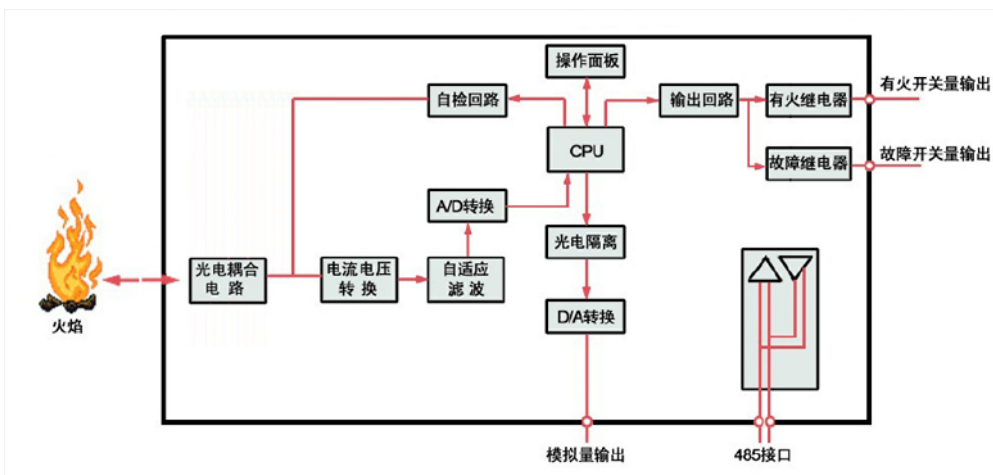 操作面板
自检回路
输出回路
有火继电器
有火开关量输出
CPU
故障继电器
故障开关量输出
A/D转换
光电隔离
光电耦合
电 路
电流电压
转 换
自适应
滤 波
D/A转换
火焰
模拟量输出
485接口